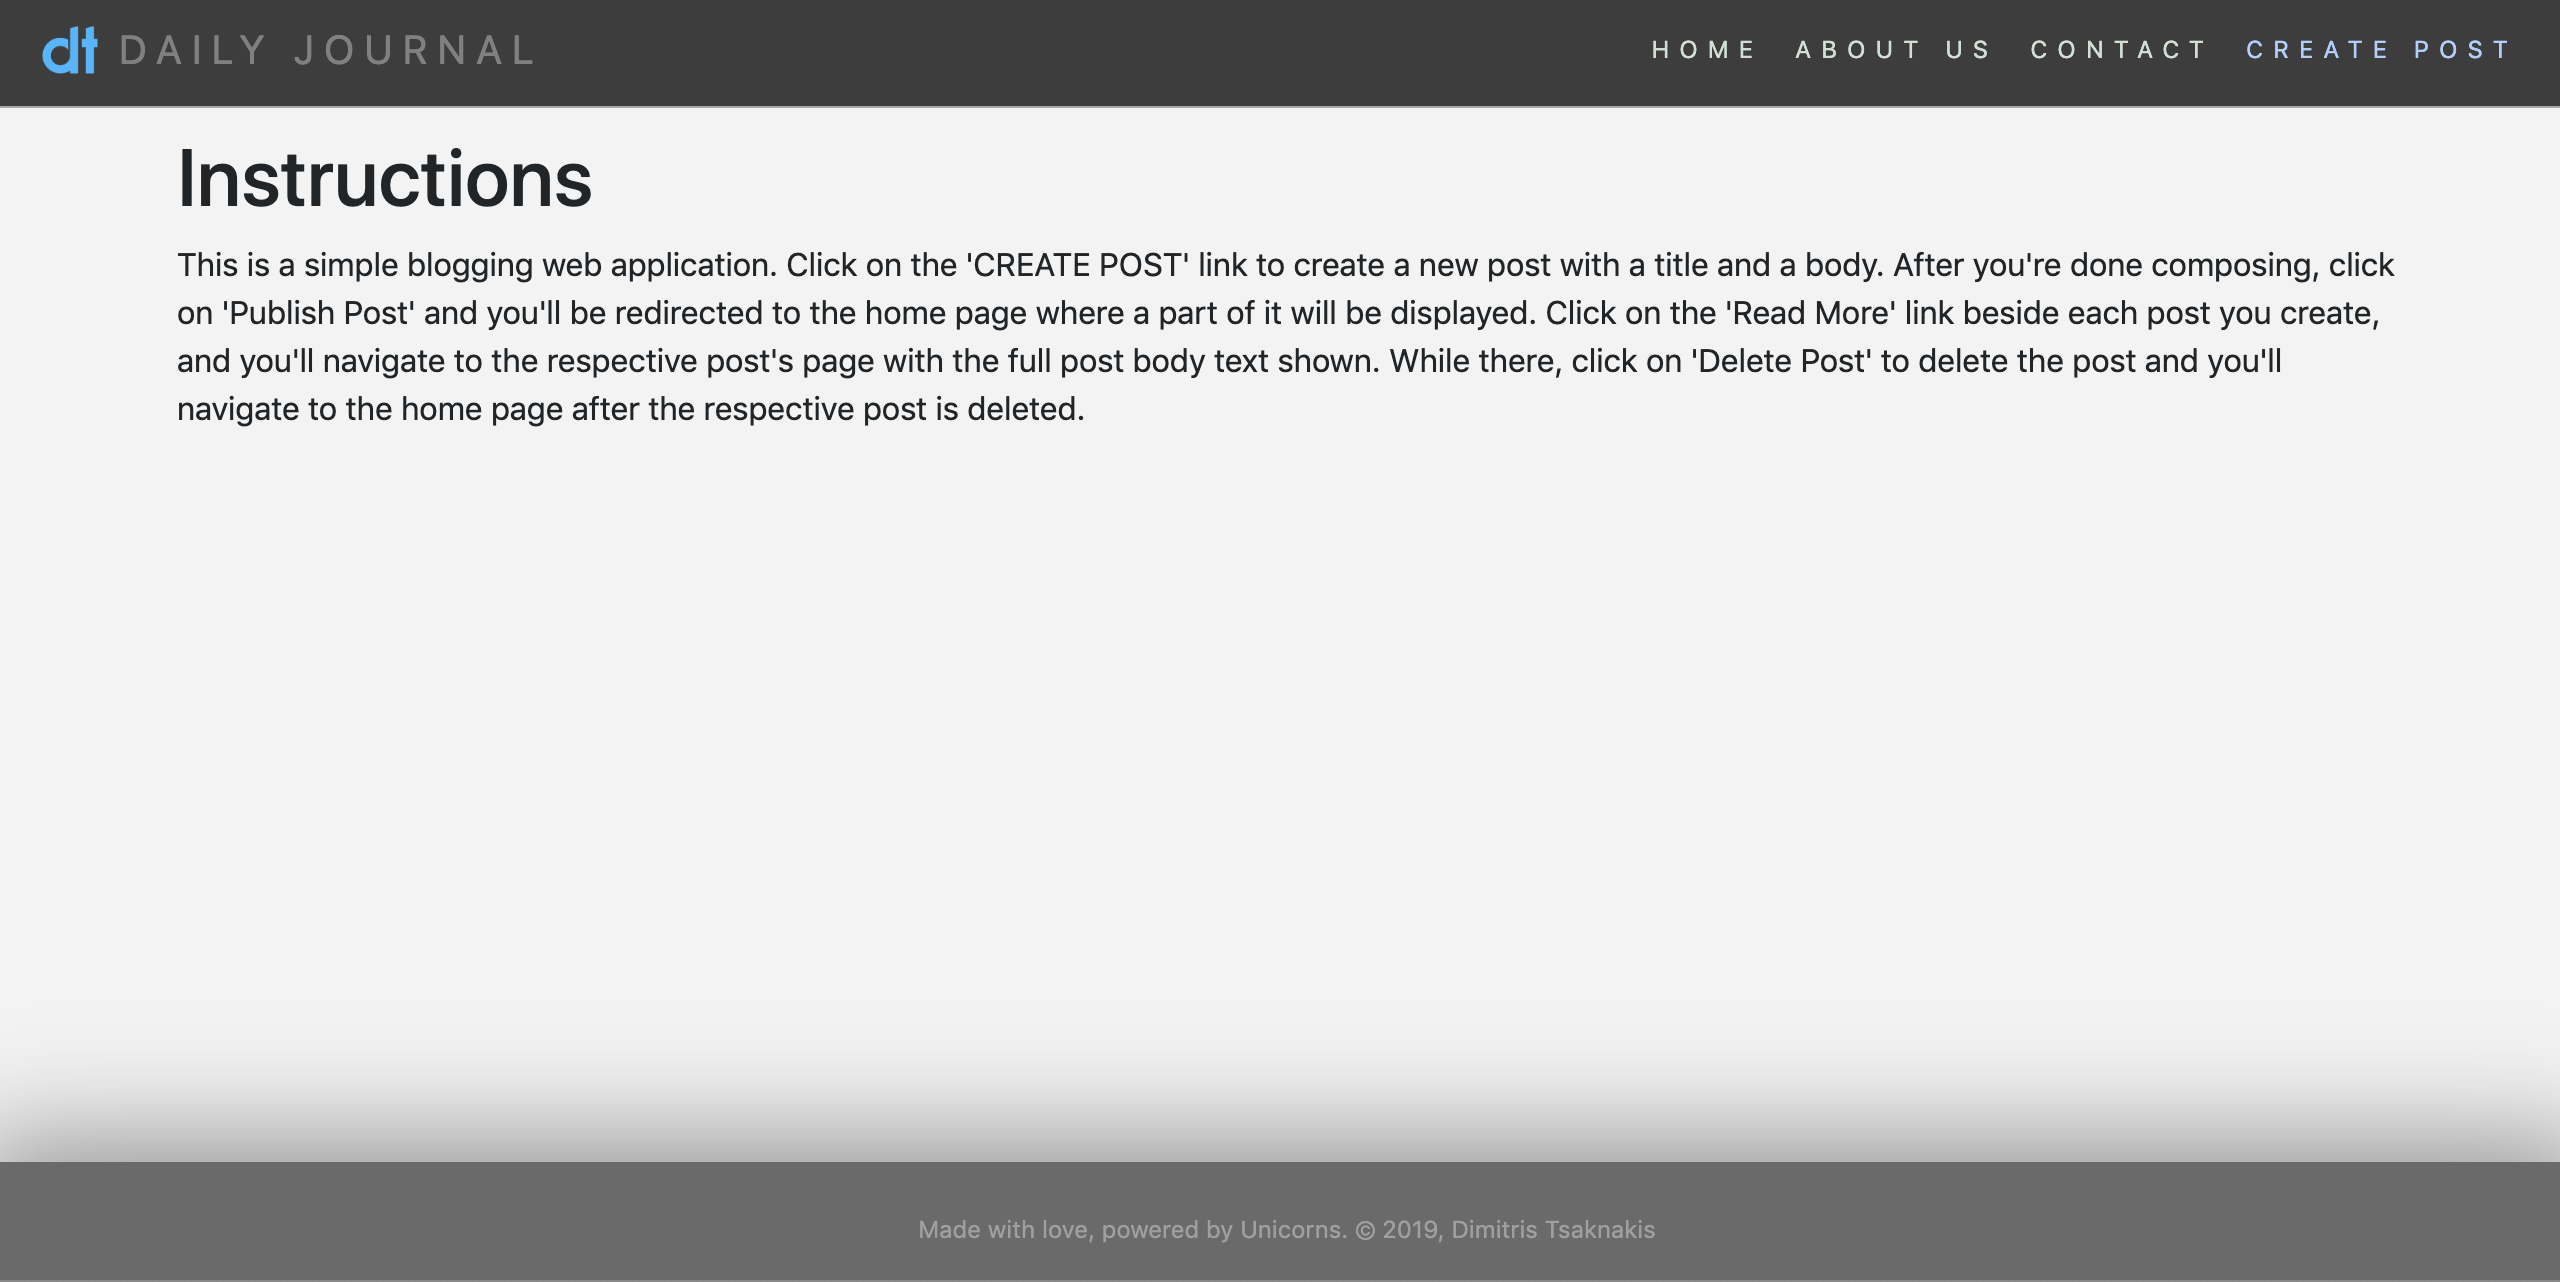 dt DAILY JOURNAL
HOME ABOUT US CONTACT CREATE POST
Instructions
This is a simple blogging web application. Click on the 'CREATE POST' link to create a new post with a title and a body. After you're done composing, click
on 'Publish Post' and you'll be redirected to the home page where a part of it will be displayed. Click on the 'Read More' link beside each post you create,
and you'll navigate to the respective post's page with the full post body text shown. While there, click on 'Delete Post' to delete the post and you'll
navigate to the home page after the respective post is deleted.
Made with love, powered by Unicorns. © 2019, Dimitris Tsaknakis